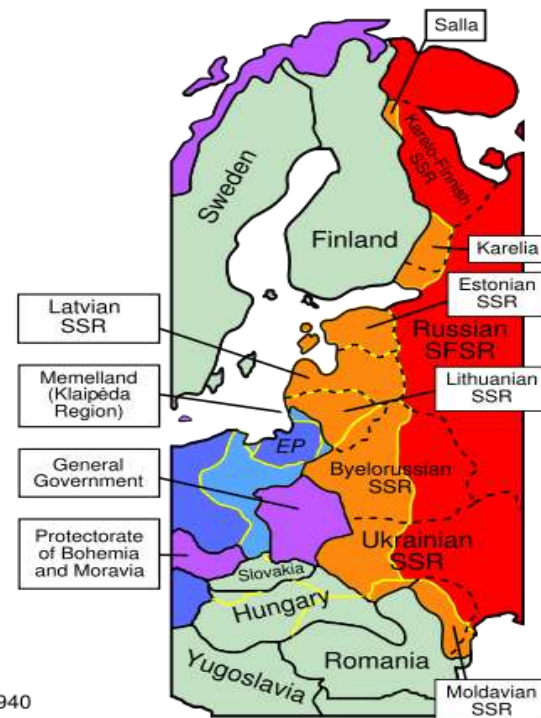 Salla
Karelo-Finnish
SSR
Sweden
Finland
Karelia
Latvian
SSR
Estonian
SSR
Russian
SFSR
Memelland
(Klaipėda
Region)
Lithuanian
SSR
EP
General
Government
Byelorussian
SSR
Protectorate
of Bohemia
and Moravia
Ukrainian
SSR
Slovakia
Hungary
Yugoslavia
Romania
Moldavian
SSR
940